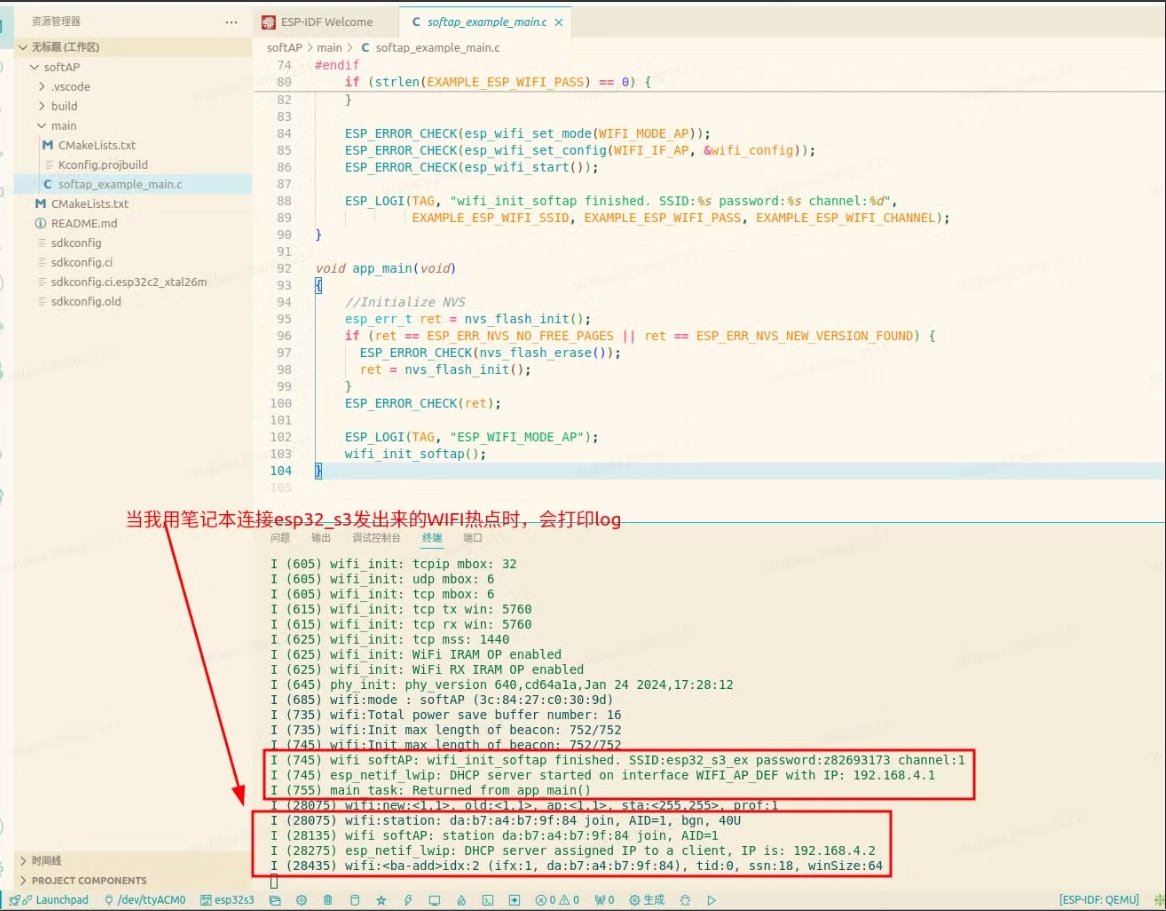 资源管理器
···
ESP-IDF Welcome
C softap_example_main.c ×
无标题 (工作区)
softAP > main > C softap_example_main.c
softAP
.vscode
build
main
M CMakeLists.txt
Kconfig.projbuild
C softap_example_main.c
M CMakeLists.txt
README.md
sdkconfig
sdkconfig.ci
sdkconfig.ci.esp32c2_xtal26m
sdkconfig.old
74 #endif
80 if (strlen(EXAMPLE_ESP_WIFI_PASS) == 0) {
82 }
83
84 ESP_ERROR_CHECK(esp_wifi_set_mode(WIFI_MODE_AP));
85 ESP_ERROR_CHECK(esp_wifi_set_config(WIFI_IF_AP, &wifi_config));
86 ESP_ERROR_CHECK(esp_wifi_start());
87
88 ESP_LOGI(TAG, "wifi_init_softap finished. SSID:%s password:%s channel:%d",
89 EXAMPLE_ESP_WIFI_SSID, EXAMPLE_ESP_WIFI_PASS, EXAMPLE_ESP_WIFI_CHANNEL);
90 }
91
92 void app_main(void)
93 {
94 //Initialize NVS
95 esp_err_t ret = nvs_flash_init();
96 if (ret == ESP_ERR_NVS_NO_FREE_PAGES || ret == ESP_ERR_NVS_NEW_VERSION_FOUND) {
97 ESP_ERROR_CHECK(nvs_flash_erase());
98 ret = nvs_flash_init();
99 }
100 ESP_ERROR_CHECK(ret);
101
102 ESP_LOGI(TAG, "ESP_WIFI_MODE_AP");
103 wifi_init_softap();
104 }
105
当我用笔记本连接esp32_s3发出来的WIFI热点时，会打印log
问题 输出 调试控制台 终端 端口
I (605) wifi_init: tcpip mbox: 32
I (605) wifi_init: udp mbox: 6
I (605) wifi_init: tcp mbox: 6
I (615) wifi_init: tcp tx win: 5760
I (615) wifi_init: tcp rx win: 5760
I (625) wifi_init: tcp mss: 1440
I (625) wifi_init: WiFi IRAM OP enabled
I (625) wifi_init: WiFi RX IRAM OP enabled
I (645) phy_init: phy_version 640,cd64a1a,Jan 24 2024,17:28:12
I (685) wifi:mode : softAP (3c:84:27:c0:30:9d)
I (735) wifi:Total power save buffer number: 16
I (735) wifi:Init max length of beacon: 752/752
I (745) wifi:Init max length of beacon: 752/752
I (745) wifi softAP: wifi_init_softap finished. SSID:esp32_s3_ex password:z82693173 channel:1
I (745) esp_netif_lwip: DHCP server started on interface WIFI_AP_DEF with IP: 192.168.4.1
I (755) main_task: Returned from app_main()
I (28075) wifi:new:<1,1>, old:<1,1>, ap:<1,1>, sta:<255,255>, prof:1
I (28075) wifi:station: da:b7:a4:b7:9f:84 join, AID=1, bgn, 40U
I (28135) wifi softAP: station da:b7:a4:b7:9f:84 join, AID=1
I (28275) esp_netif_lwip: DHCP server assigned IP to a client, IP is: 192.168.4.2
I (28435) wifi:<ba-add>idx:2 (ifx:1, da:b7:a4:b7:9f:84), tid:0, ssn:18, winSize:64
时间线
PROJECT COMPONENTS
Launchpad /dev/ttyACM0 esp32s3 0 0 0 生成 [ESP-IDF: QEMU]